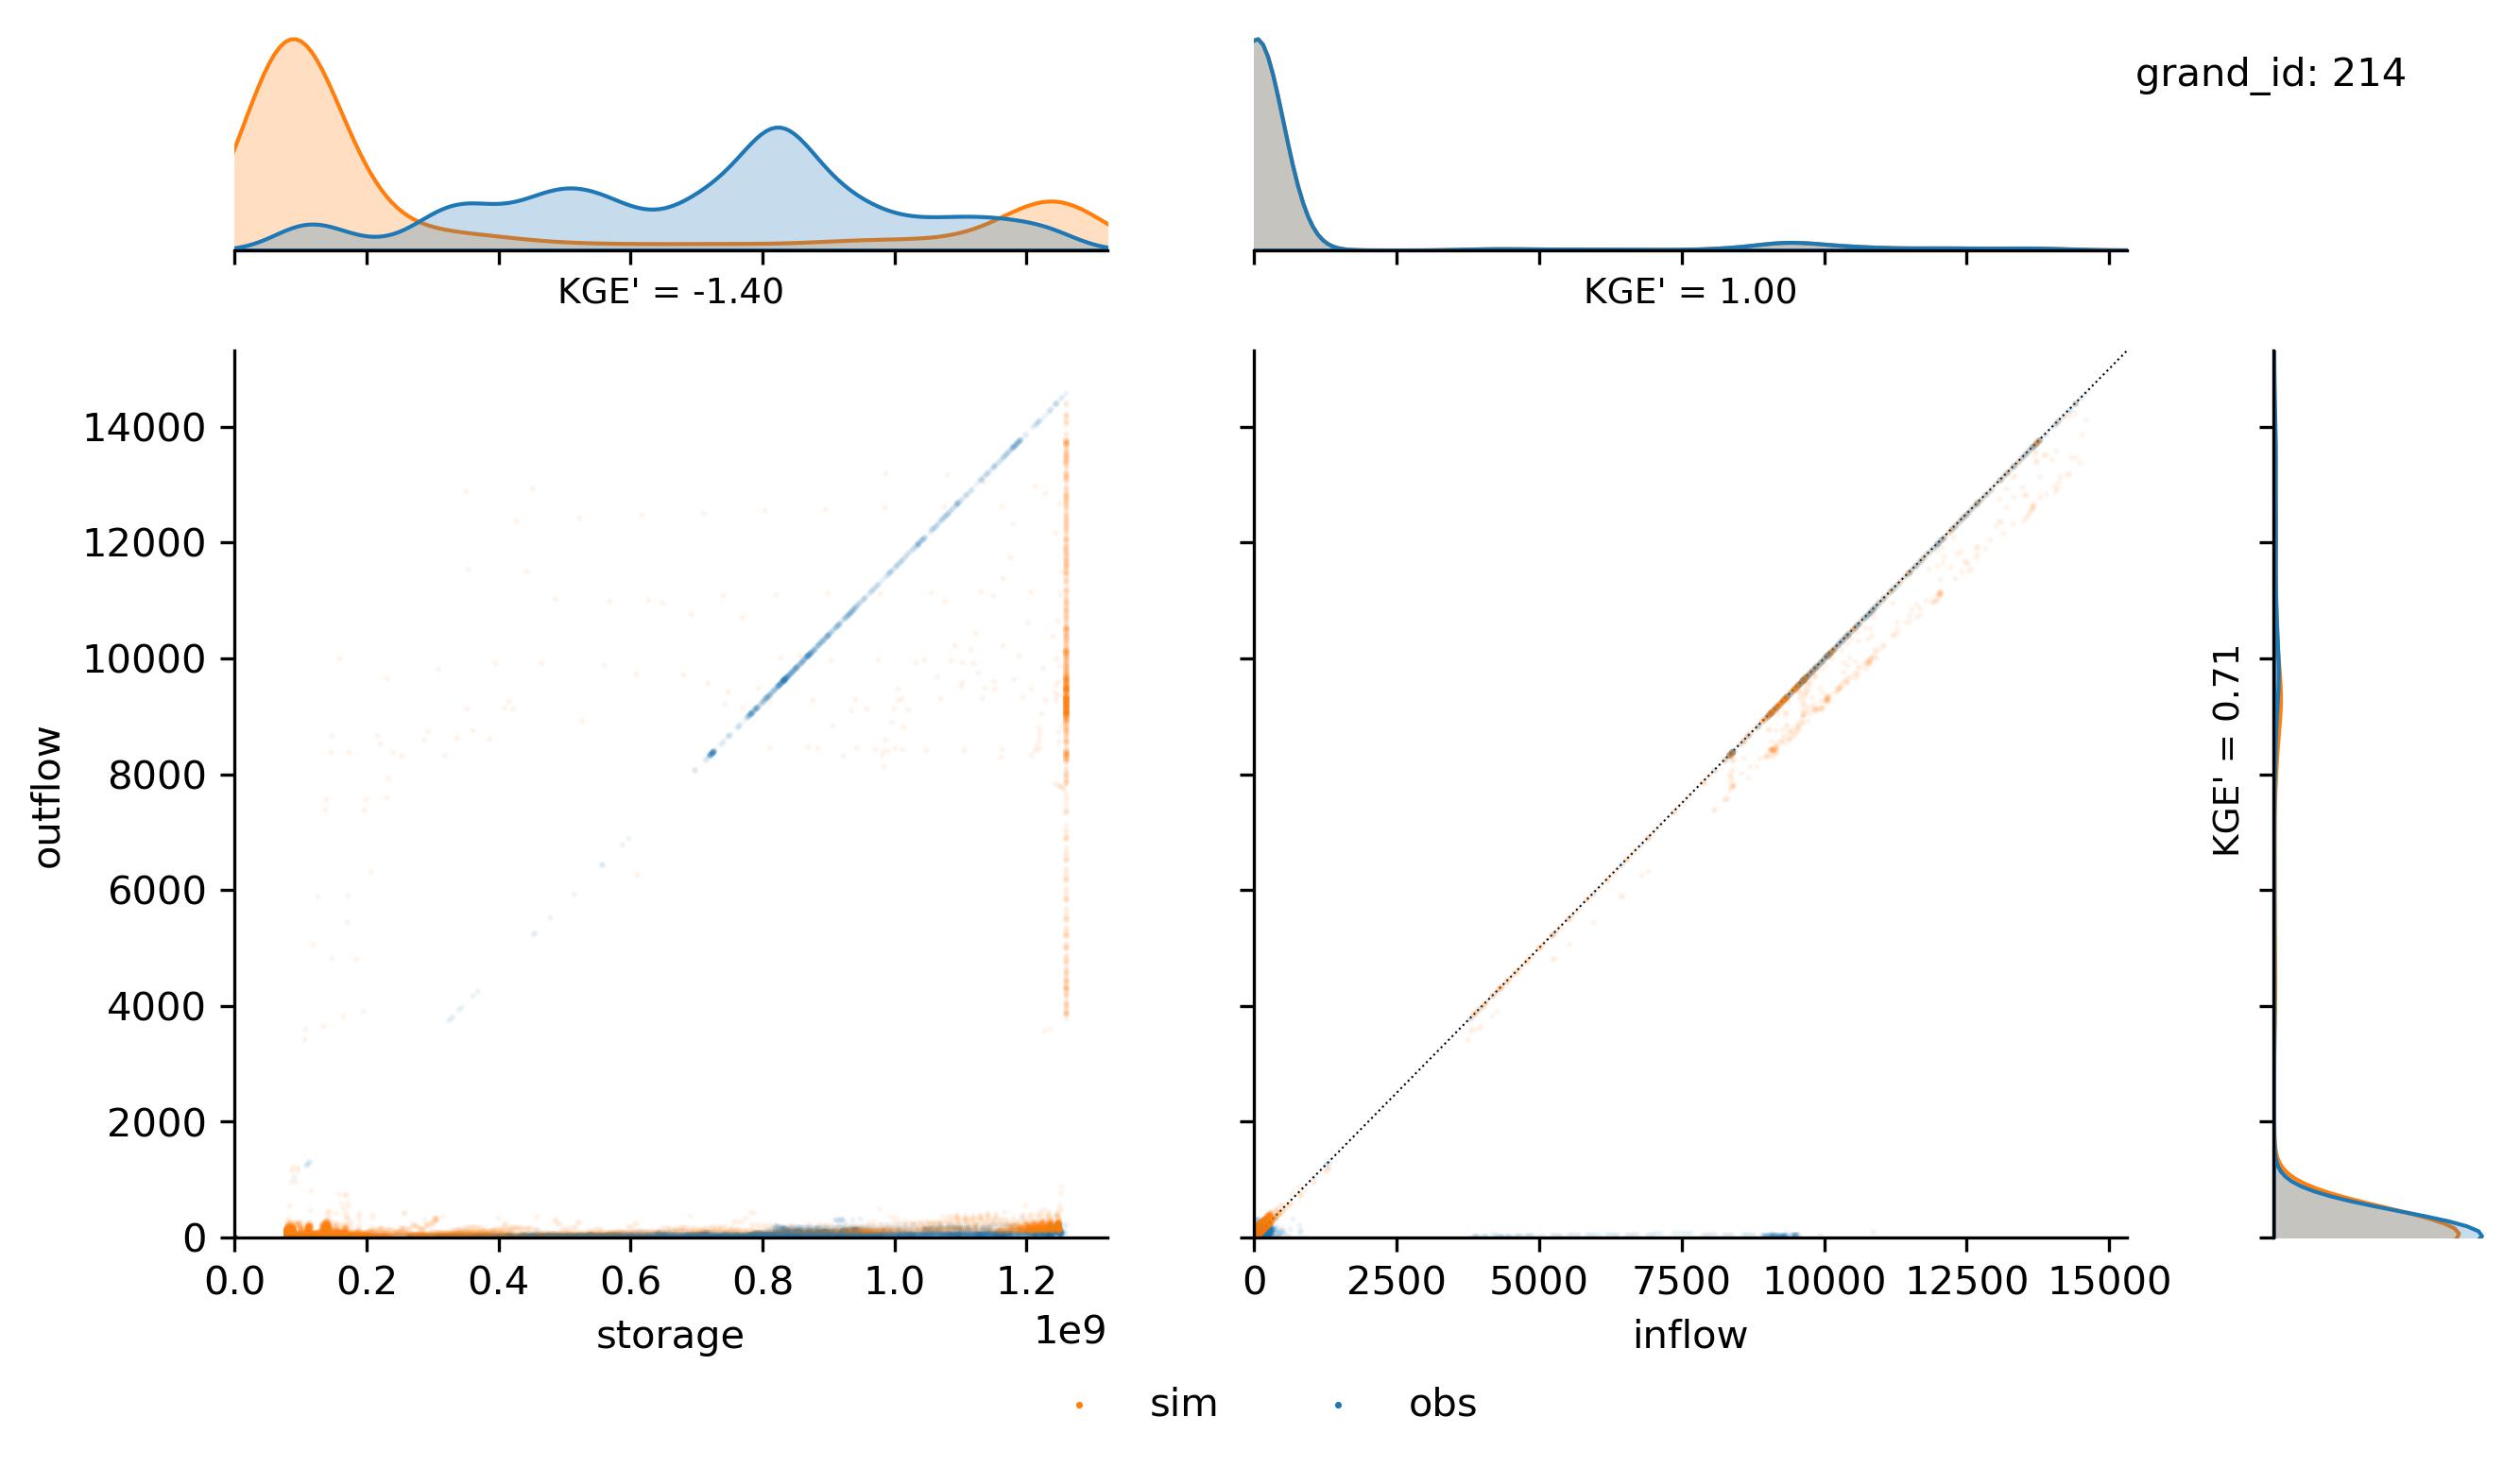 grand_id: 214
KGE' = -1.40
KGE' = 1.00
14000
12000
10000
8000
6000
4000
2000
0
outflow
KGE' = 0.71
0.0 0.2 0.4 0.6 0.8 1.0 1.2
1e9
storage
0 2500 5000 7500 10000 12500 15000
inflow
sim obs